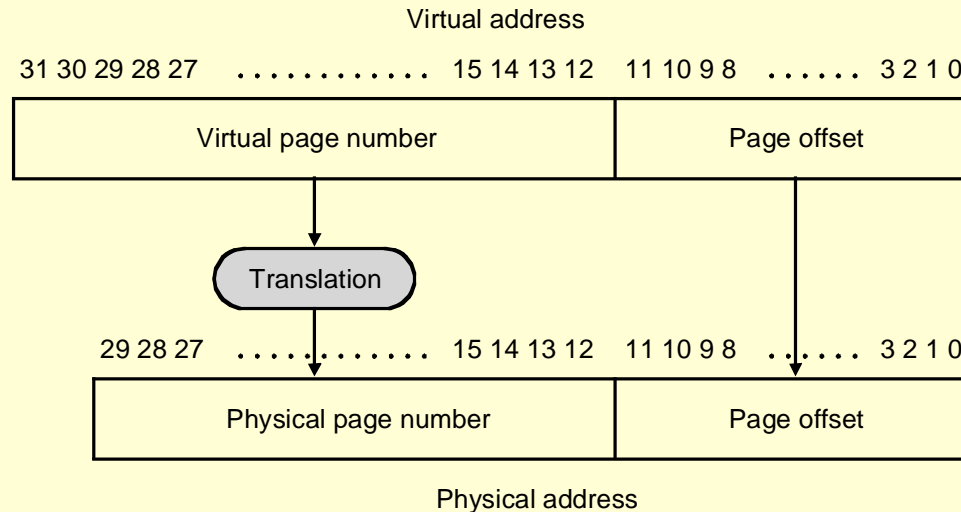 Virtual address
31 30 29 28 27 . . . . . . . . . . . . 15 14 13 12 11 10 9 8 . . . . . . 3 2 1 0
Virtual page number Page offset
Translation
29 28 27 . . . . . . . . . . . . 15 14 13 12 11 10 9 8 . . . . . . 3 2 1 0
Physical page number Page offset
Physical address